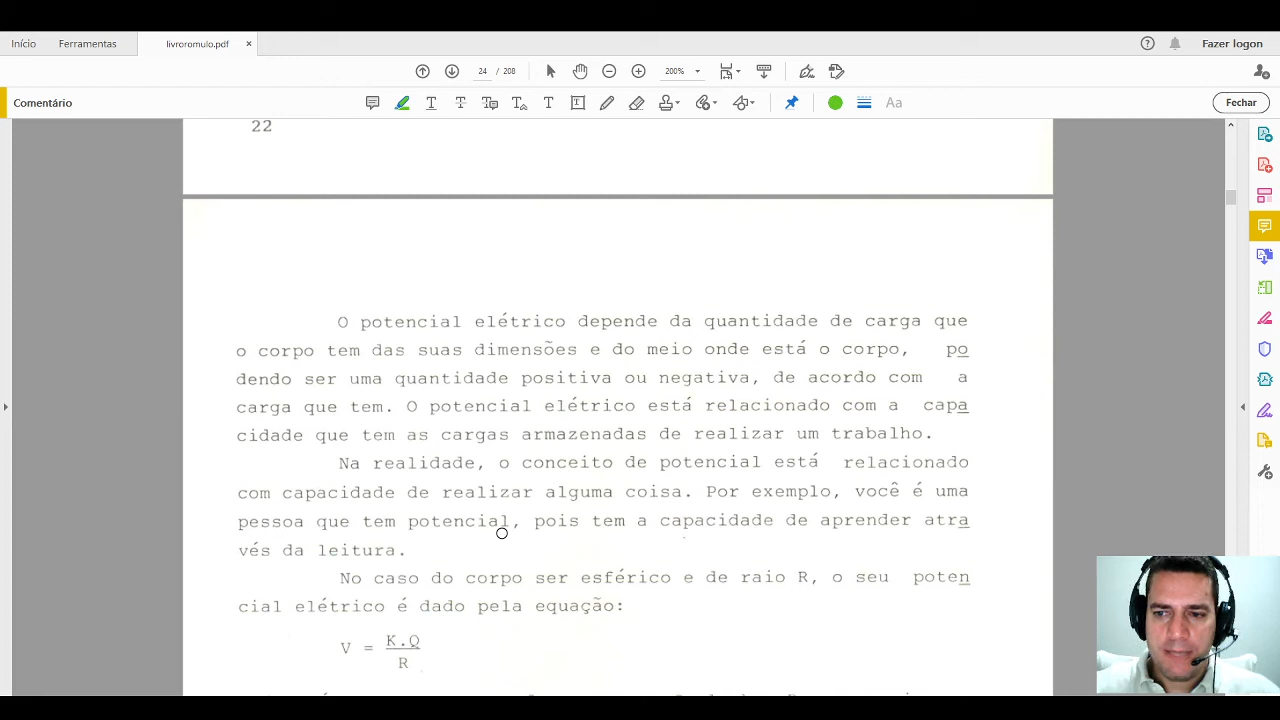 Início Ferramentas livroromulo.pdf × Fazer logon
24 / 208 200%
Comentário Aa Fechar
22
O potencial elétrico depende da quantidade de carga que
o corpo tem das suas dimensões e do meio onde está o corpo, po
dendo ser uma quantidade positiva ou negativa, de acordo com a
carga que tem. O potencial elétrico está relacionado com a capa
cidade que tem as cargas armazenadas de realizar um trabalho.
Na realidade, o conceito de potencial está relacionado
com capacidade de realizar alguma coisa. Por exemplo, você é uma
pessoa que tem potencial, pois tem a capacidade de aprender atra
vés da leitura.
No caso do corpo ser esférico e de raio R, o seu poten
cial elétrico é dado pela equação:
V = K.Q
R